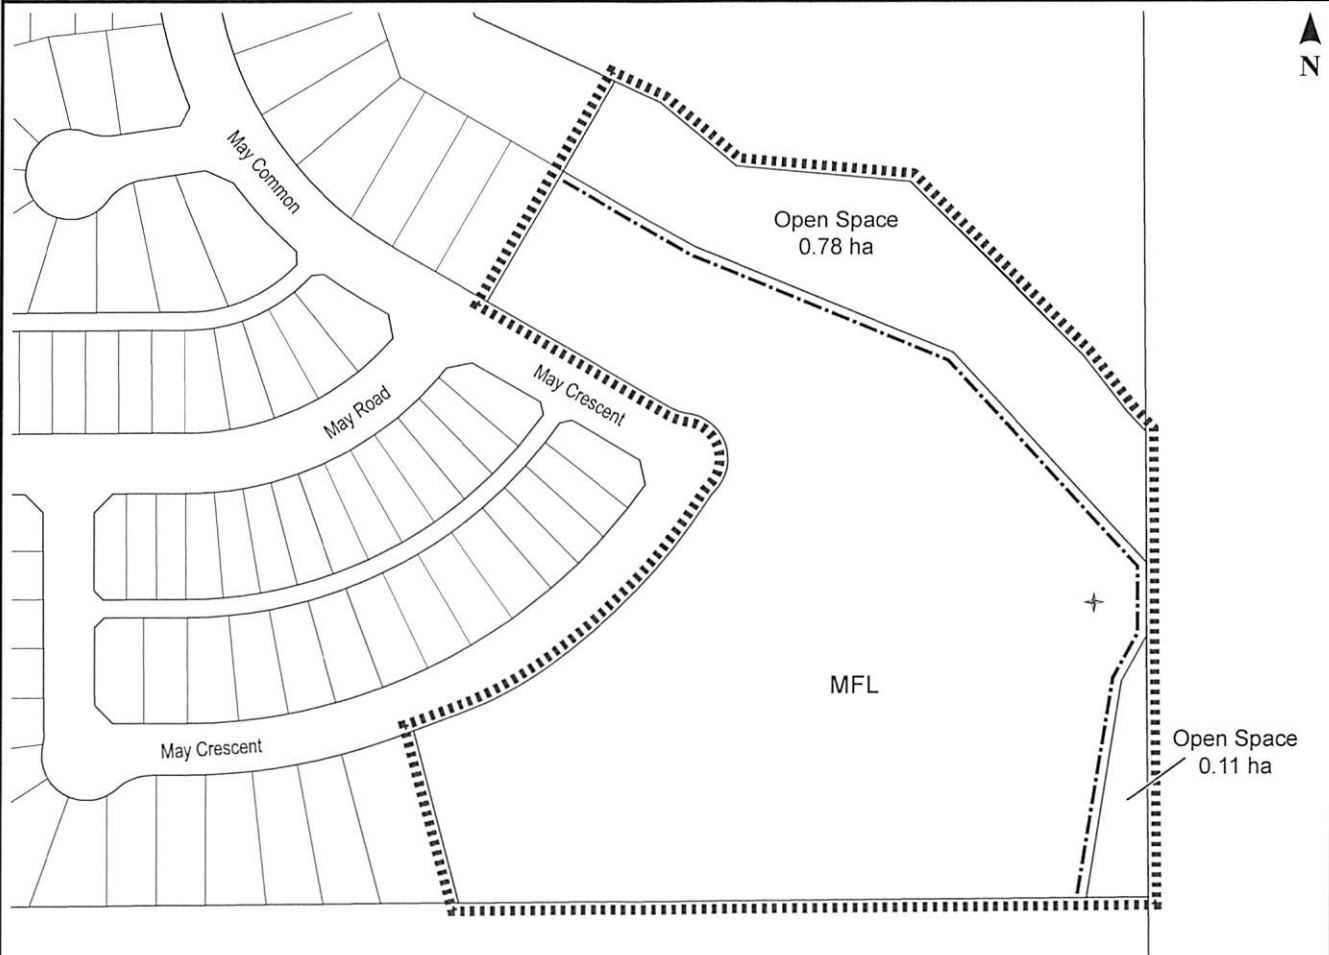 N
May Common
Open Space
0.78 ha
May Crescent
May Road
MFL
Open Space
0.11 ha
May Crescent